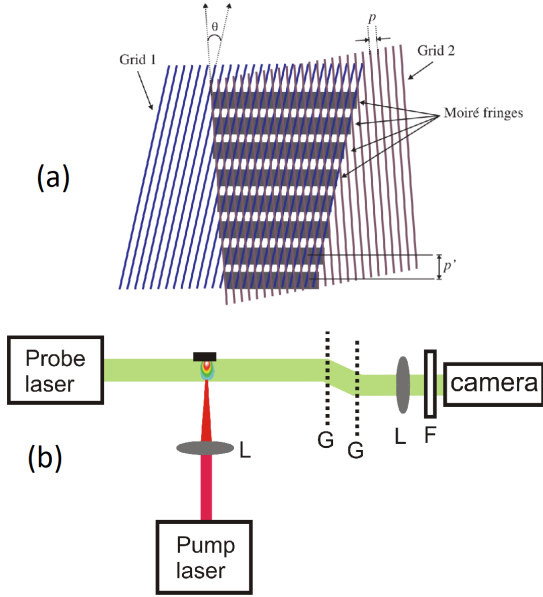 θ
p
Grid 1
Grid 2
Moiré fringes
(a)
p'
Probe
laser
camera
G
G
L
F
L
(b)
Pump
laser